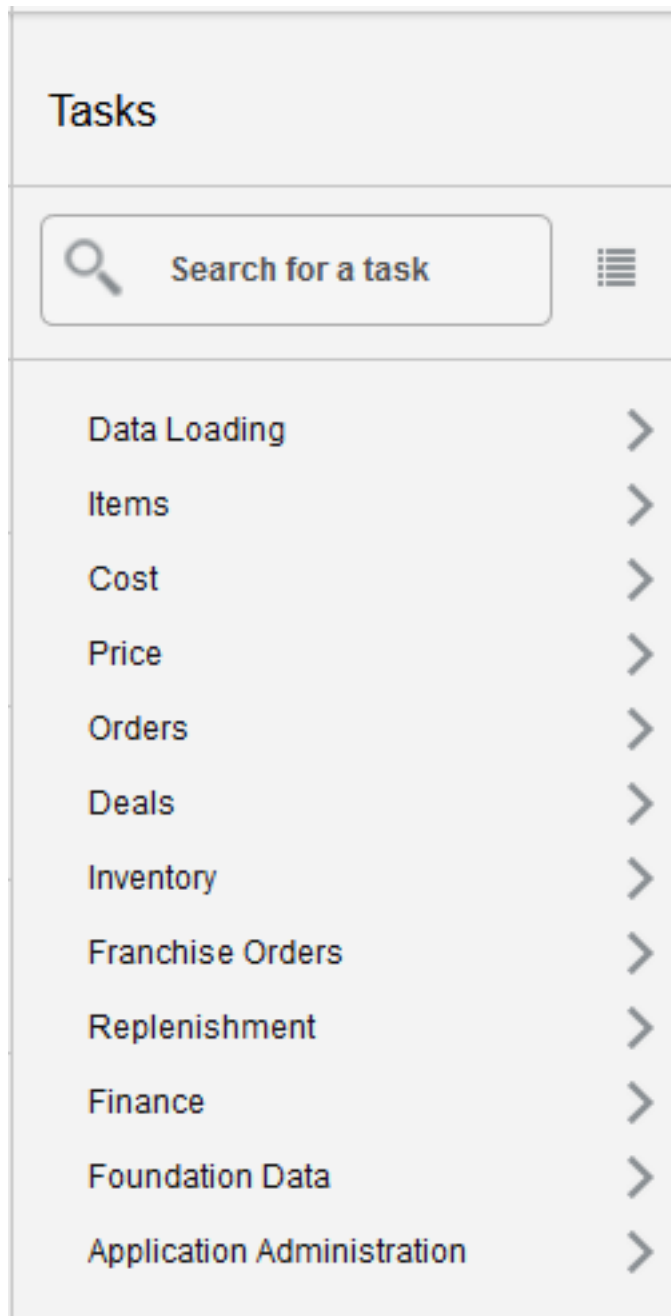 Tasks
Search for a task
Data Loading
Items
Cost
Price
Orders
Deals
Inventory
Franchise Orders
Replenishment
Finance
Foundation Data
Application Administration